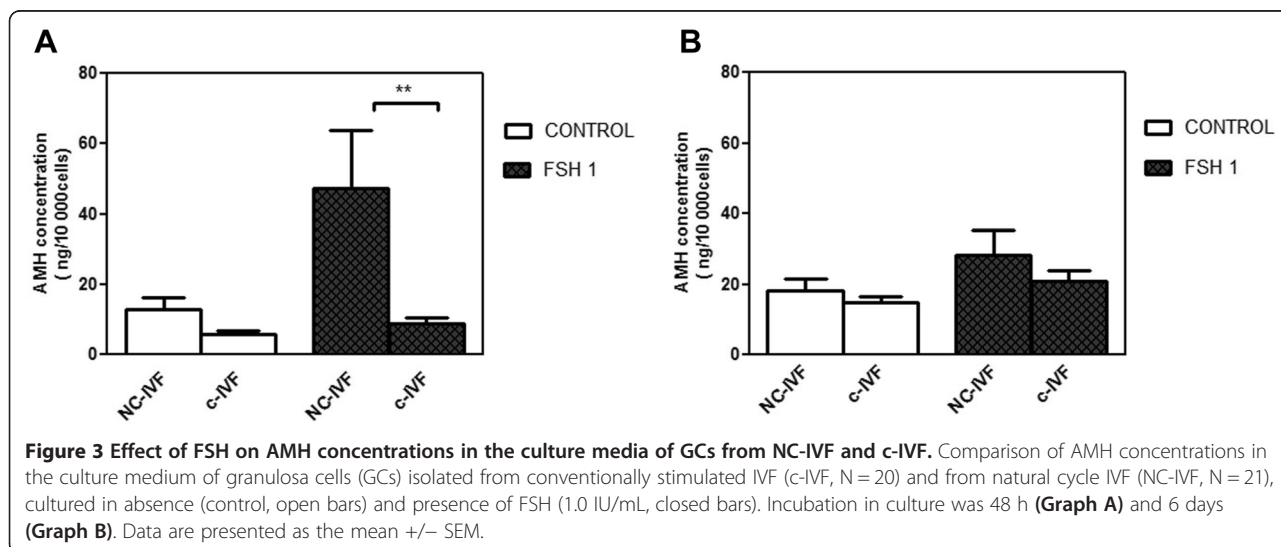 A
AMH concentration
( ng/10 000cells)
80
60
40
20
0
**
NC-IVF
c-IVF
NC-IVF
c-IVF
CONTROL
FSH 1
B
AMH concentration
( ng/10 000cells)
80
60
40
20
0
NC-IVF
c-IVF
NC-IVF
c-IVF
CONTROL
FSH 1
Figure 3 Effect of FSH on AMH concentrations in the culture media of GCs from NC-IVF and c-IVF. Comparison of AMH concentrations in
the culture medium of granulosa cells (GCs) isolated from conventionally stimulated IVF (c-IVF, N = 20) and from natural cycle IVF (NC-IVF, N = 21),
cultured in absence (control, open bars) and presence of FSH (1.0 IU/mL, closed bars). Incubation in culture was 48 h (Graph A) and 6 days
(Graph B). Data are presented as the mean +/− SEM.